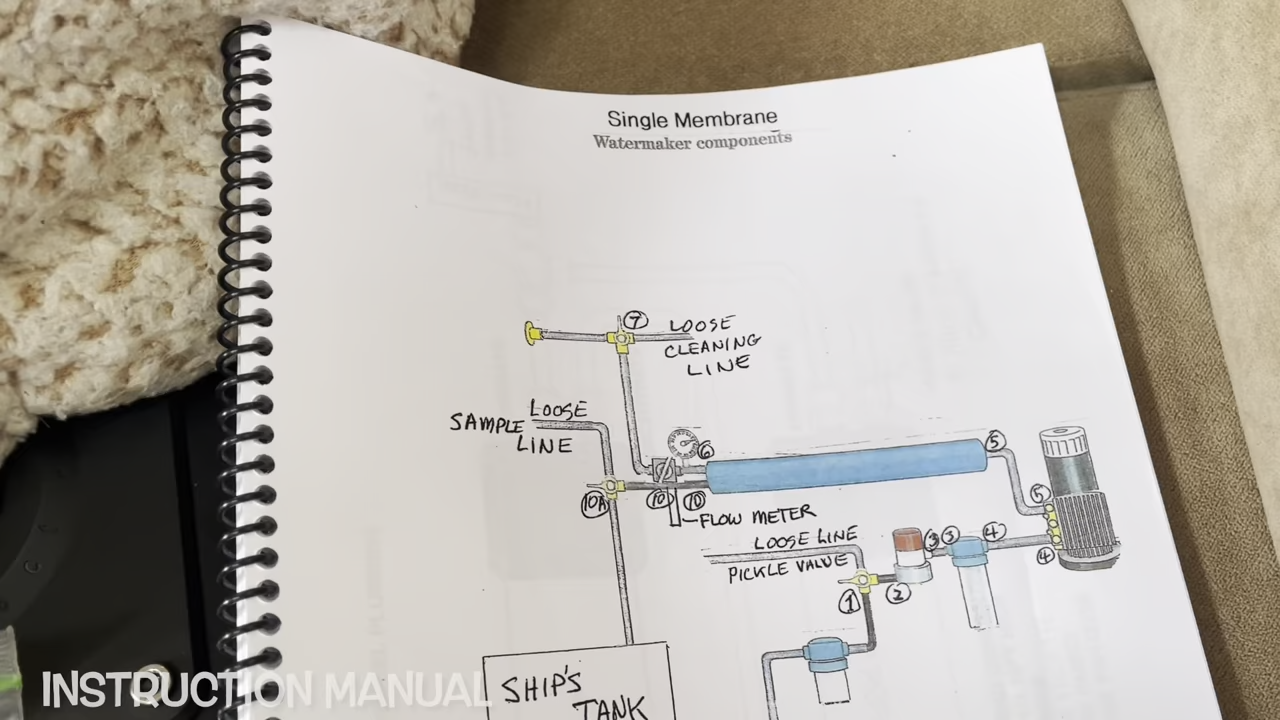 Single Membrane
Watermaker components
7
LOOSE
CLEANING
LINE
LOOSE
SAMPLE
LINE
6
5
5
10A
10
10
FLOW METER
LOOSE LINE
PICKLE VALVE
3
3
4
4
1
2
SHIP'S
TANK
INSTRUCTION MANUAL